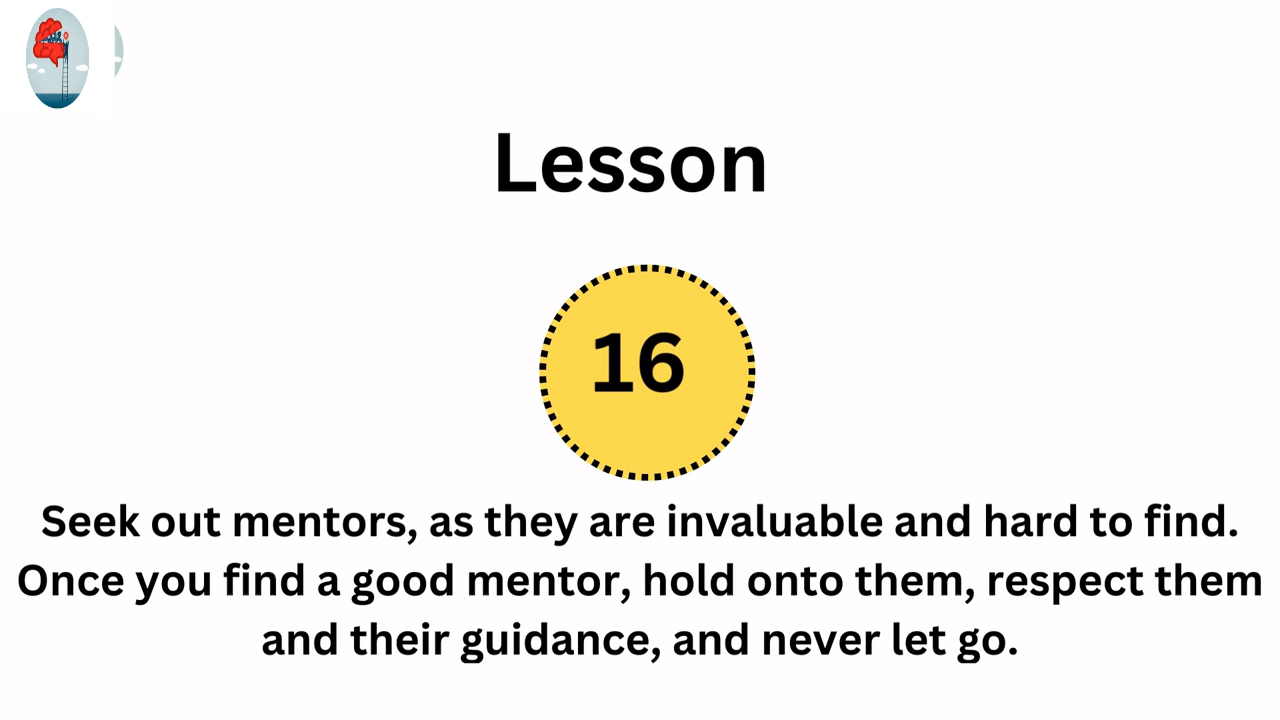 Lesson
16
Seek out mentors, as they are invaluable and hard to find.
Once you find a good mentor, hold onto them, respect them
and their guidance, and never let go.